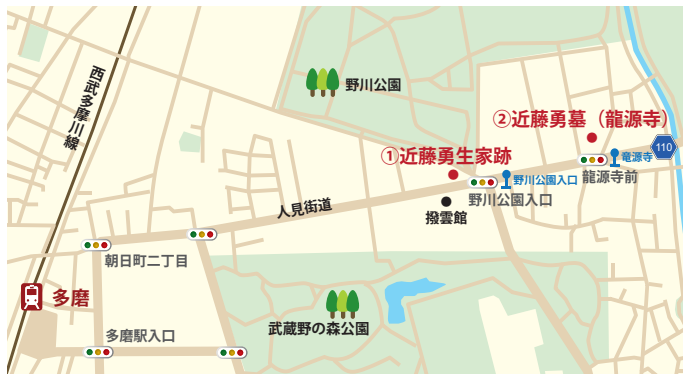 西武多摩川線
野川公園
②近藤勇墓（龍源寺）
110
竜源寺
①近藤勇生家跡
龍源寺前
野川公園入口
野川公園入口
人見街道
撥雲館
朝日町二丁目
多磨
武蔵野の森公園
多磨駅入口